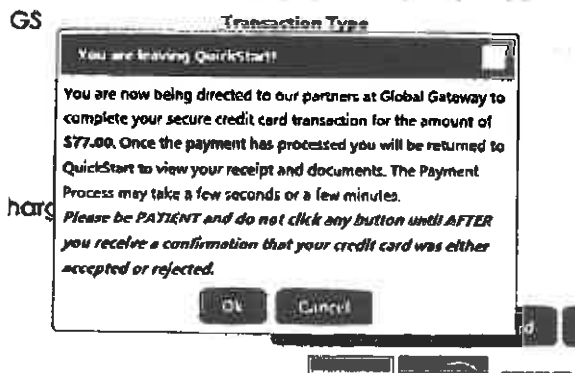 GS
Transaction Type
You are leaving QuickStart!
You are now being directed to our partners at Global Gateway to
complete your secure credit card transaction for the amount of
$77.00. Once the payment has processed you will be returned to
QuickStart to view your receipt and documents. The Payment
Process may take a few seconds or a few minutes.
harg
Please be PATIENT and do not click any button until AFTER
you receive a confirmation that your credit card was either
accepted or rejected.
Ok Cancel
rd